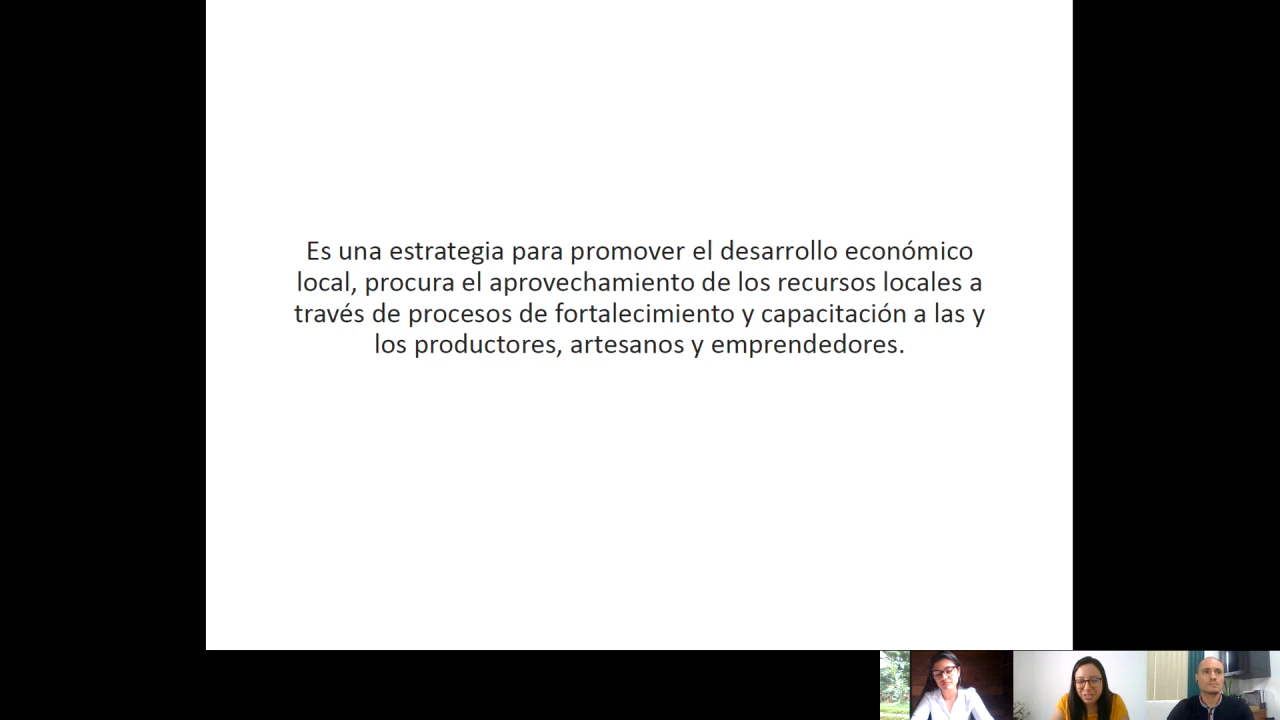 Es una estrategia para promover el desarrollo económico
local, procura el aprovechamiento de los recursos locales a
través de procesos de fortalecimiento y capacitación a las y
los productores, artesanos y emprendedores.